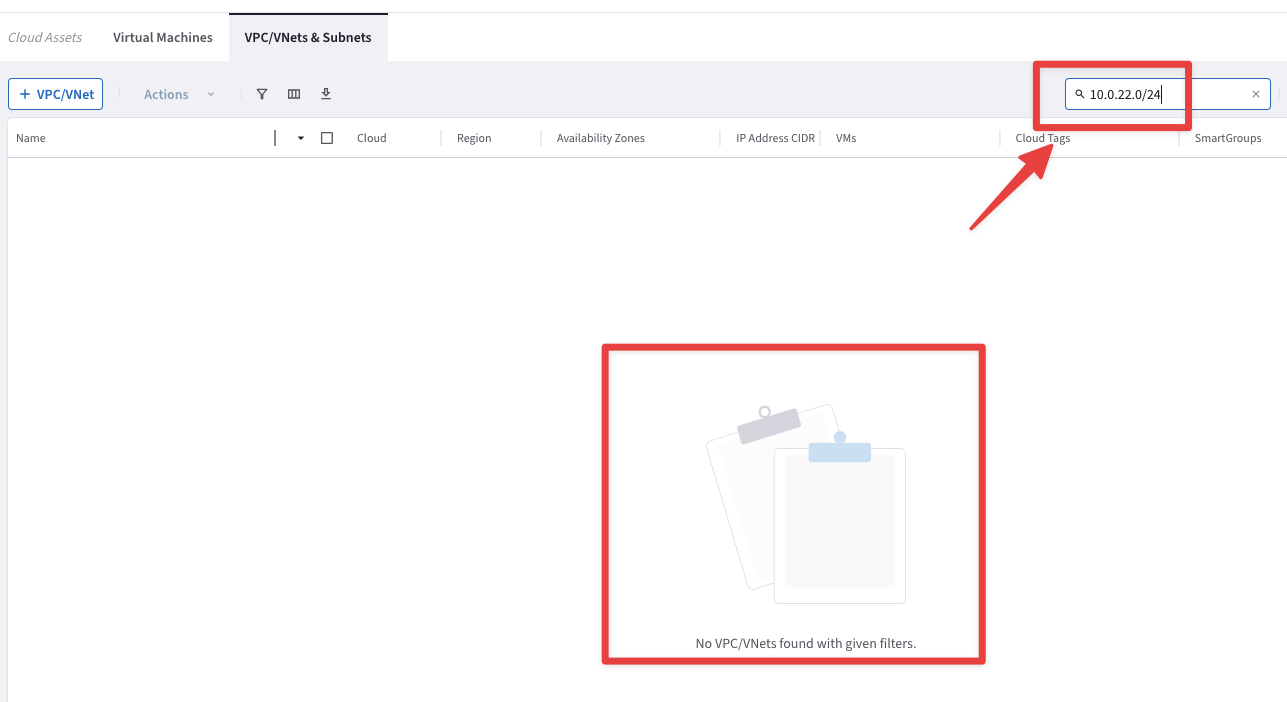 Cloud Assets Virtual Machines VPC/VNets & Subnets
+ VPC/VNet Actions 10.0.22.0/24
Name Cloud Region Availability Zones IP Address CIDR VMs Cloud Tags SmartGroups
No VPC/VNets found with given filters.